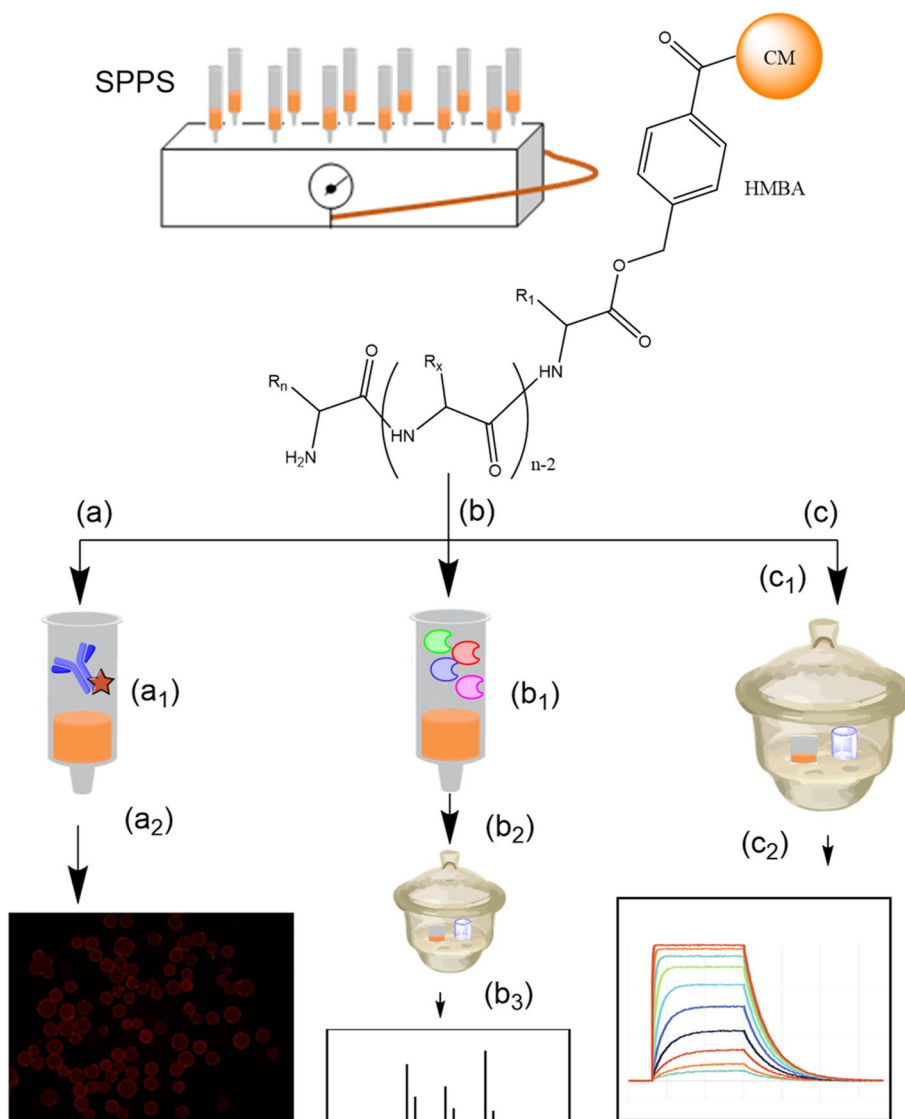 SPPS
O
CM
HMBA
O
R₁
O
O
Rₓ
HN
Rₙ
HN
H₂N
O
n-2
(a)
(b)
(c)
(c₁)
(a₁)
(b₁)
(a₂)
(b₂)
(c₂)
(b₃)